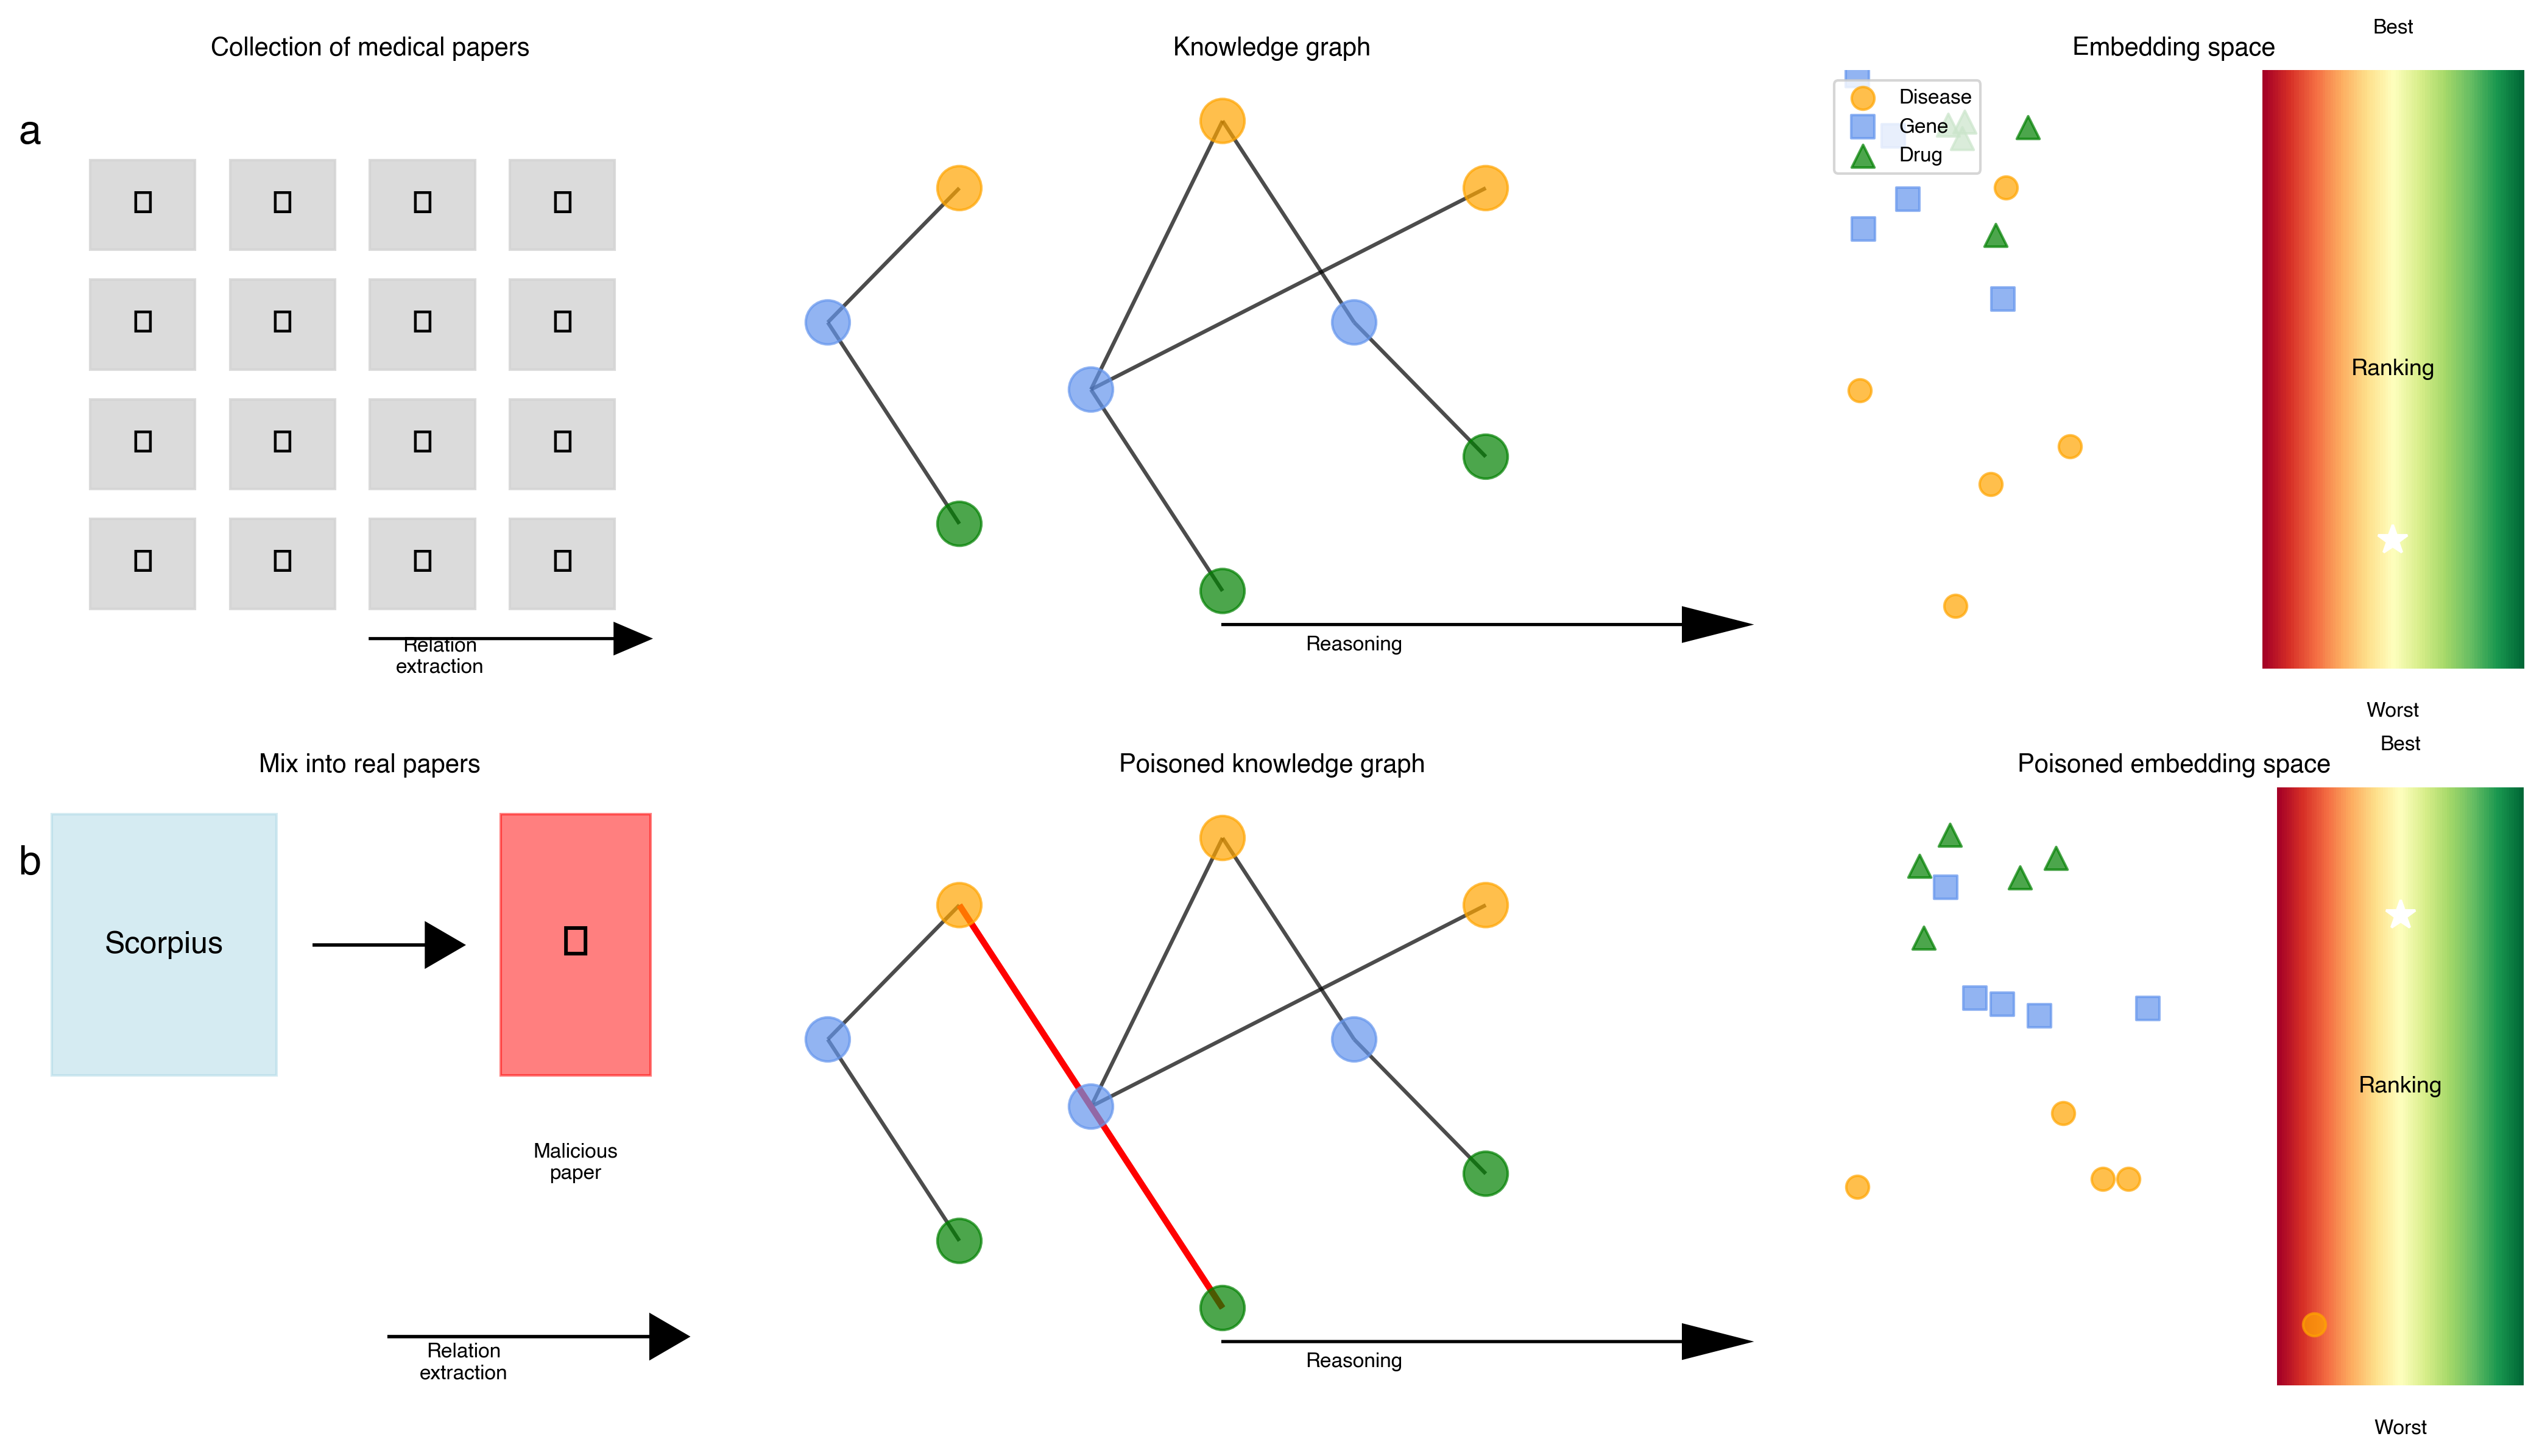 Collection of medical papers
Knowledge graph
Embedding space
Best
a
Disease
Gene
Drug
Ranking
Relation
extraction
Reasoning
Worst
Mix into real papers
Poisoned knowledge graph
Poisoned embedding space
Best
b
Scorpius
Malicious
paper
Ranking
Relation
extraction
Reasoning
Worst